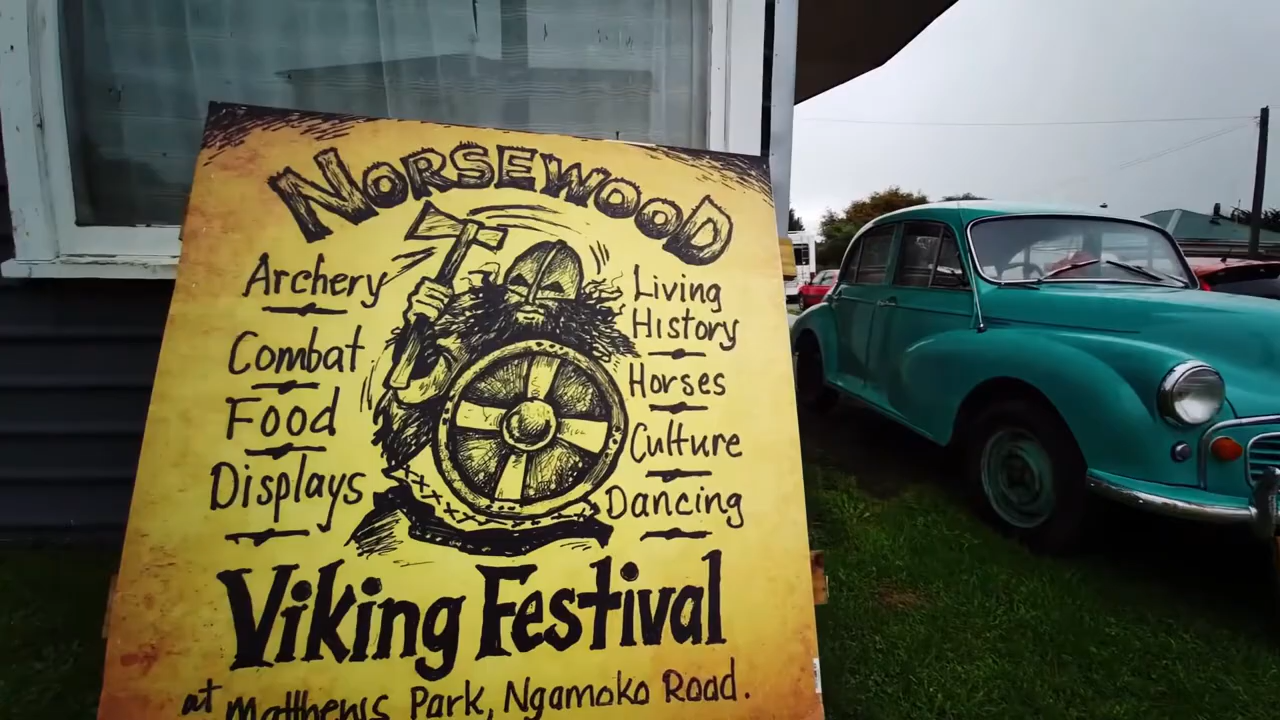 NORSEWOOD
Archery
Combat
Food
Displays
Living
History
Horses
Culture
Dancing
Viking Festival
at Matthews Park, Ngamoko Road.